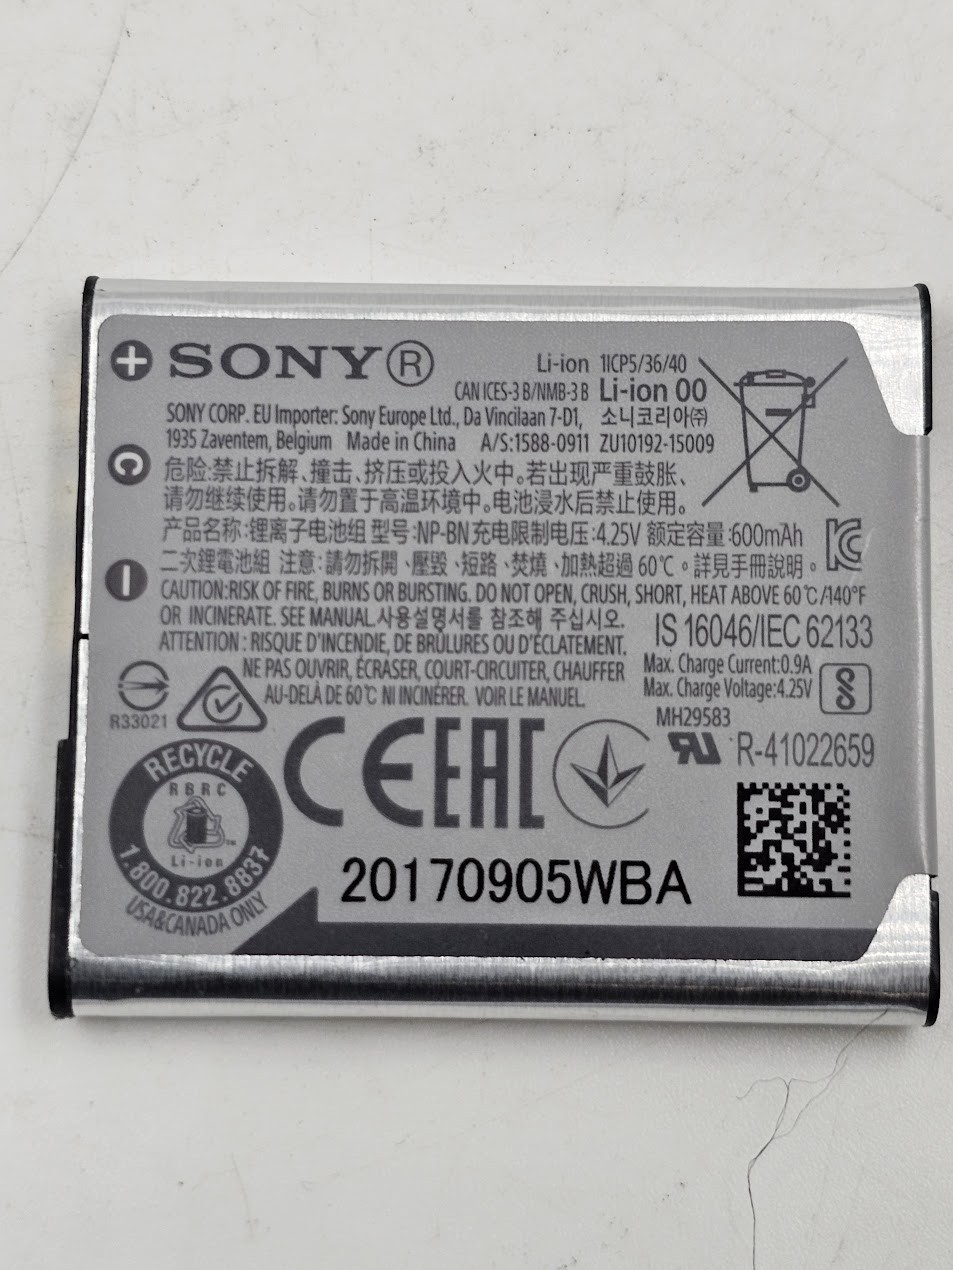 + SONY®
Li-ion 1ICP5/36/40
CAN ICES-3 B/NMB-3 B Li-ion 00
SONY CORP. EU Importer: Sony Europe Ltd., Da Vincilaan 7-D1, 소니코리아㈜
1935 Zaventem, Belgium Made in China A/S:1588-0911 ZU10192-15009
C
危险:禁止拆解、撞击、挤压或投入火中。若出现严重鼓胀、
请勿继续使用。请勿置于高温环境中。电池浸水后禁止使用。
产品名称:锂离子电池组 型号:NP-BN 充电限制电压:4.25V 额定容量:600mAh
二次鋰電池組 注意:請勿拆開、壓毀、短路、焚燒、加熱超過60℃。詳見手冊說明。
KC
−
CAUTION:RISK OF FIRE, BURNS OR BURSTING. DO NOT OPEN, CRUSH, SHORT, HEAT ABOVE 60℃/140°F
OR INCINERATE. SEE MANUAL.사용설명서를 참조해 주십시오.
ATTENTION : RISQUE D'INCENDIE, DE BRÛLURES OU D'ÉCLATEMENT.
NE PAS OUVRIR, ÉCRASER, COURT-CIRCUITER, CHAUFFER
AU-DELÀ DE 60℃ NI INCINÉRER. VOIR LE MANUEL.
IS 16046/IEC 62133
Max. Charge Current:0.9A
Max. Charge Voltage:4.25V
R33021
MH29583
RU R-41022659
CE EAC
RECYCLE
RBRC
Li-ion
1.800.822.8837
USA&CANADA ONLY
20170905WBA